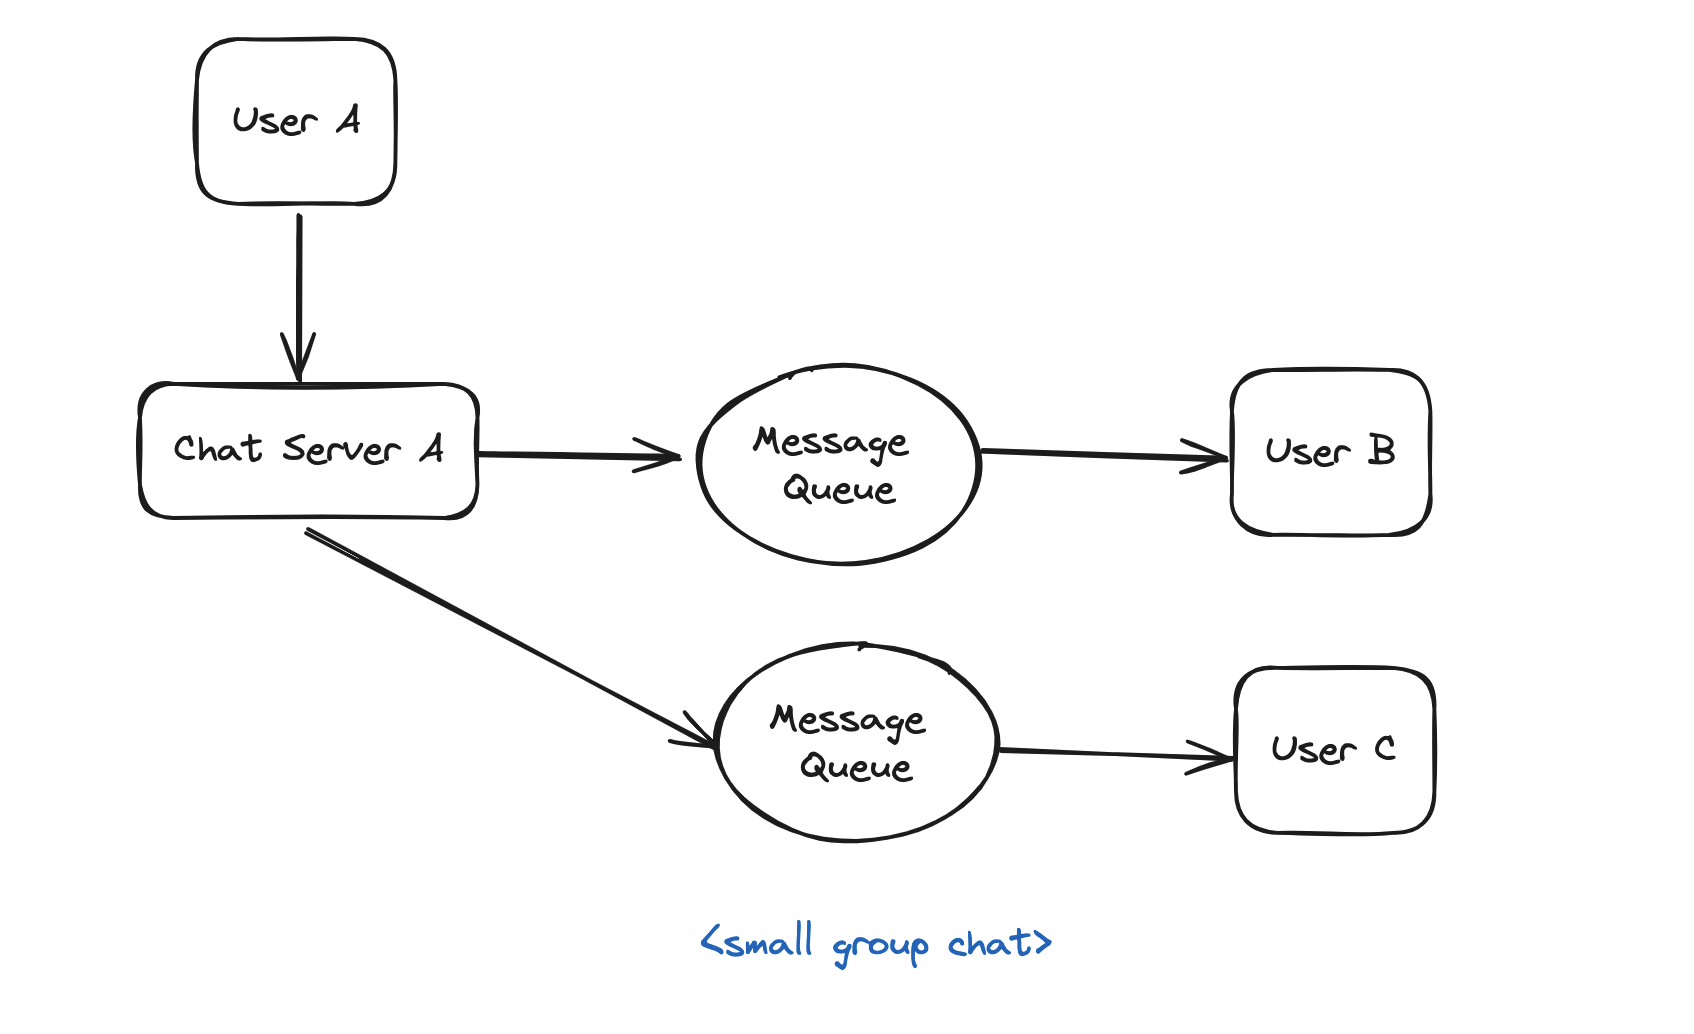 User A
Chat Server A
Message
Queue
User B
Message
Queue
User C
<small group chat>